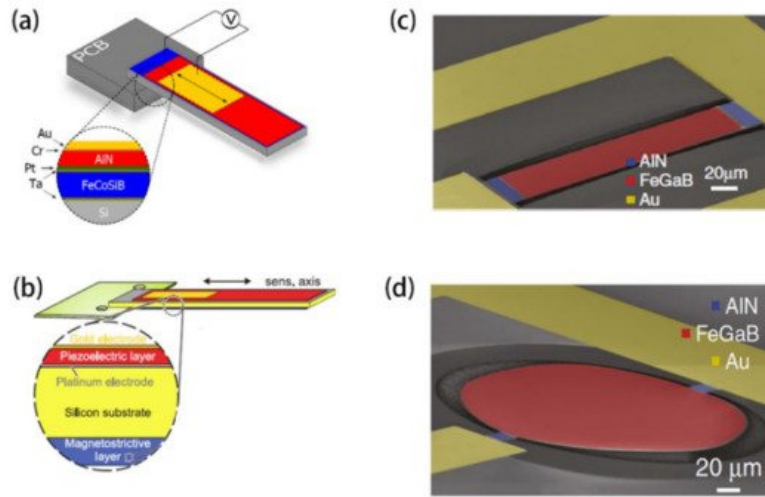 (a)
PCB
V
Au
Cr
Pt
Ta
AlN
FeCoSiB
Si
(b)
sens, axis
Gold electrode
Piezoelectric layer
Platinum electrode
Silicon substrate
Magnetostrictive
layer □
(c)
AlN
FeGaB
Au
20μm
(d)
AlN
FeGaB
Au
20 μm